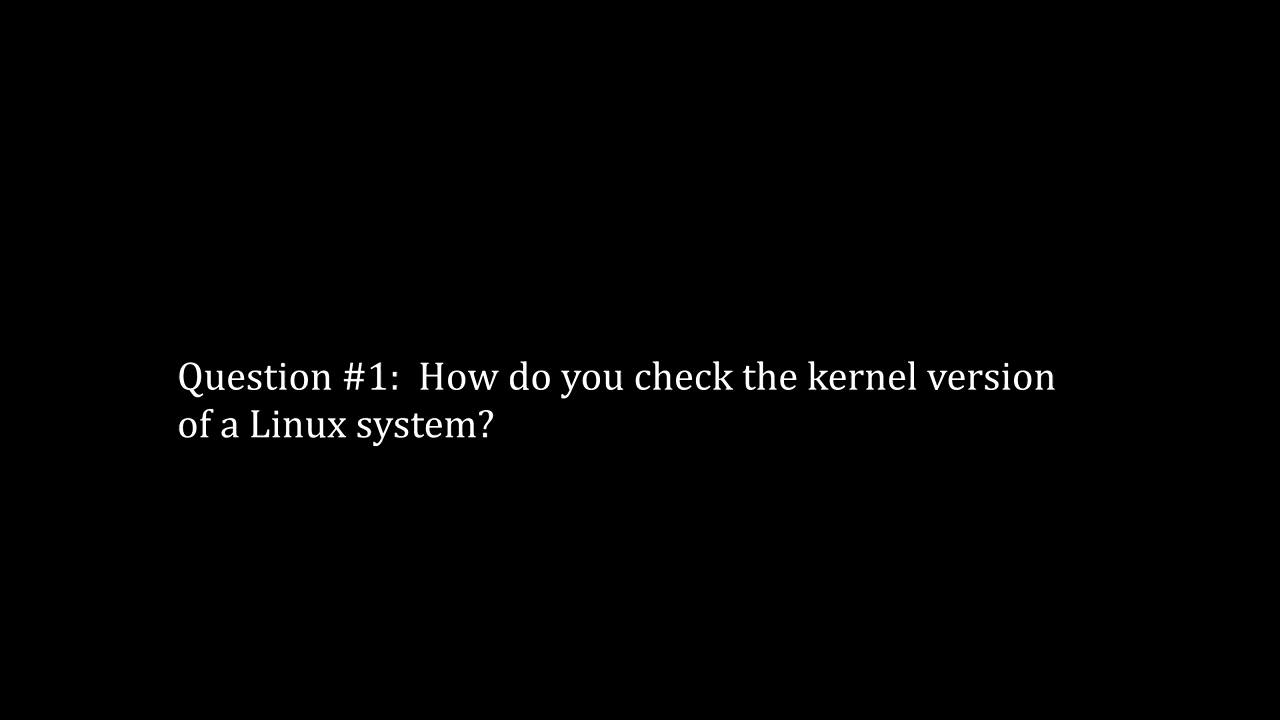 Question #1:  How do you check the kernel version
of a Linux system?